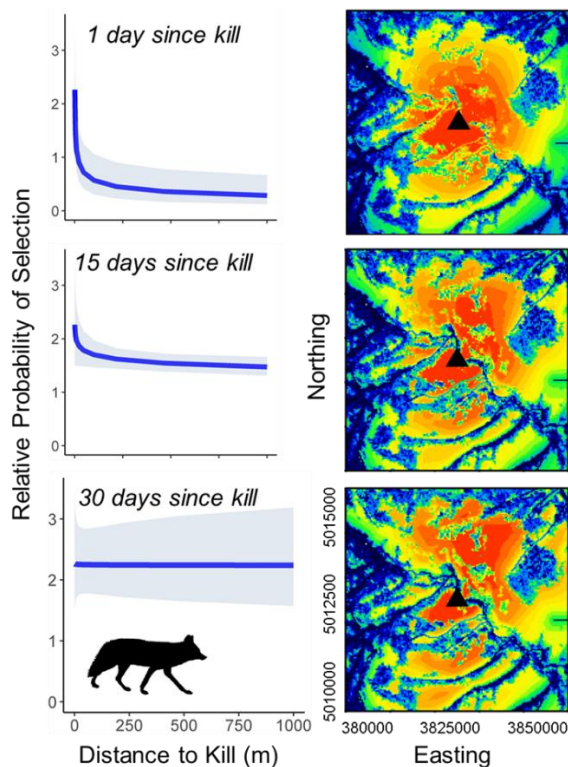 Relative Probability of Selection
1 day since kill
3
2
1
0
15 days since kill
3
2
1
0
30 days since kill
3
2
1
0
0 250 500 750 1000
Distance to Kill (m)
Northing
5015000
5012500
5010000
380000 3825000 3850000
Easting